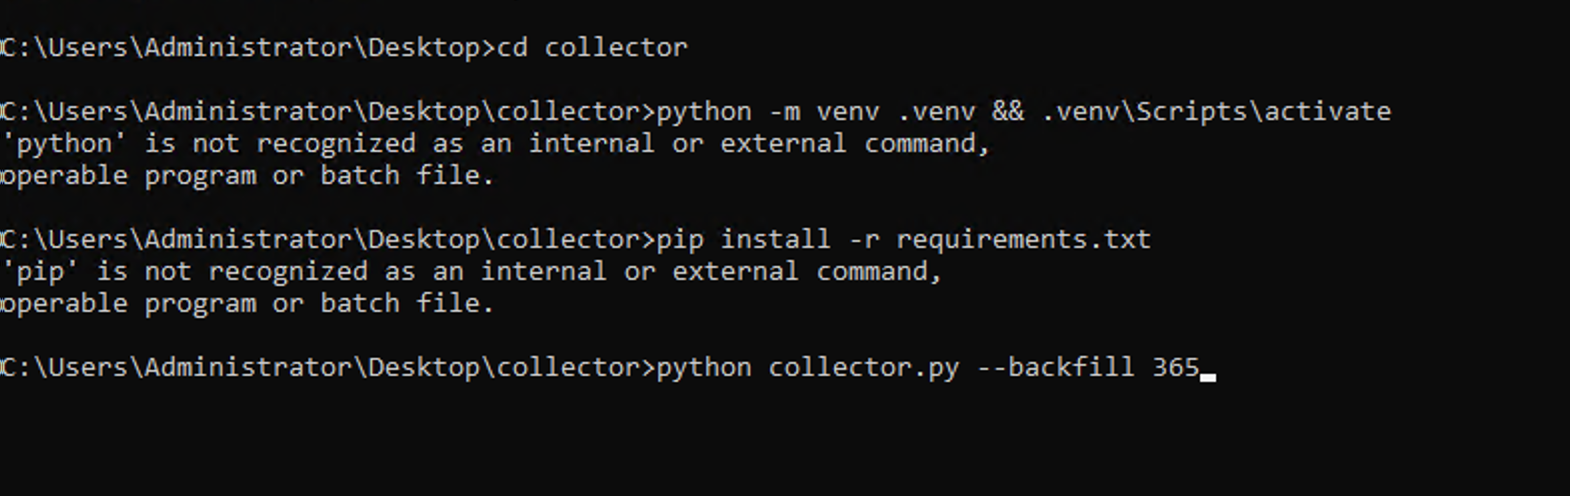 C:\Users\Administrator\Desktop>cd collector
C:\Users\Administrator\Desktop\collector>python -m venv .venv && .venv\Scripts\activate
'python' is not recognized as an internal or external command,
operable program or batch file.
C:\Users\Administrator\Desktop\collector>pip install -r requirements.txt
'pip' is not recognized as an internal or external command,
operable program or batch file.
C:\Users\Administrator\Desktop\collector>python collector.py --backfill 365